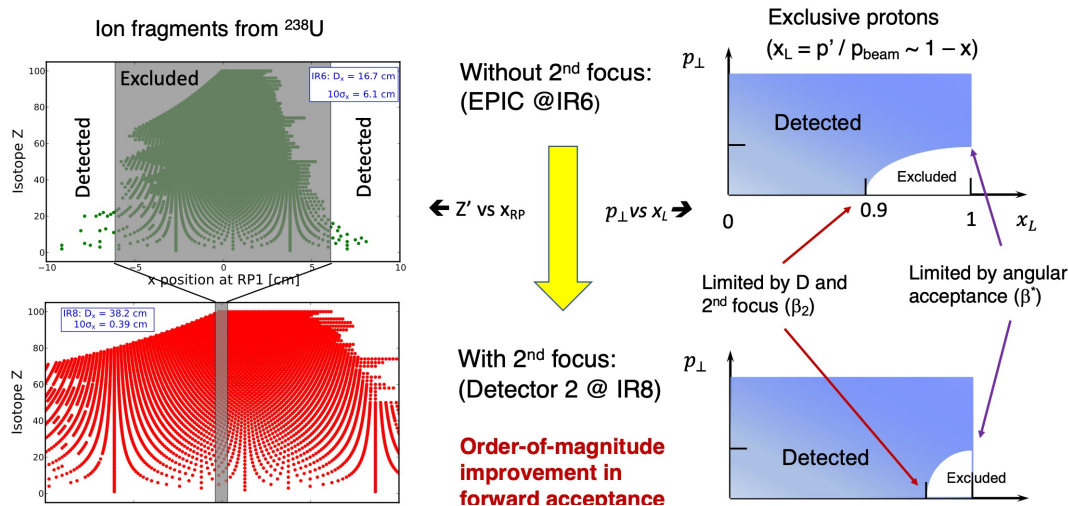 Ion fragments from ²³⁸U
Excluded
IR6: Dₓ = 16.7 cm
10σₓ = 6.1 cm
Detected
Detected
Isotope Z
100
80
60
40
20
0
−10
−5
0
5
10
x position at RP1 [cm]
IR8: Dₓ = 38.2 cm
10σₓ = 0.39 cm
Isotope Z
100
80
60
40
20
0
Without 2ⁿᵈ focus:
(EPIC @IR6)
← Z’ vs x_RP
p⊥ vs x_L →
With 2ⁿᵈ focus:
(Detector 2 @ IR8)
Order-of-magnitude
improvement in
forward acceptance
Exclusive protons
(x_L = p’ / p_beam ~ 1 – x)
p⊥
Detected
Excluded
0
0.9
1
x_L
Limited by D and
2ⁿᵈ focus (β₂)
Limited by angular
acceptance (β*)
p⊥
Detected
Excluded